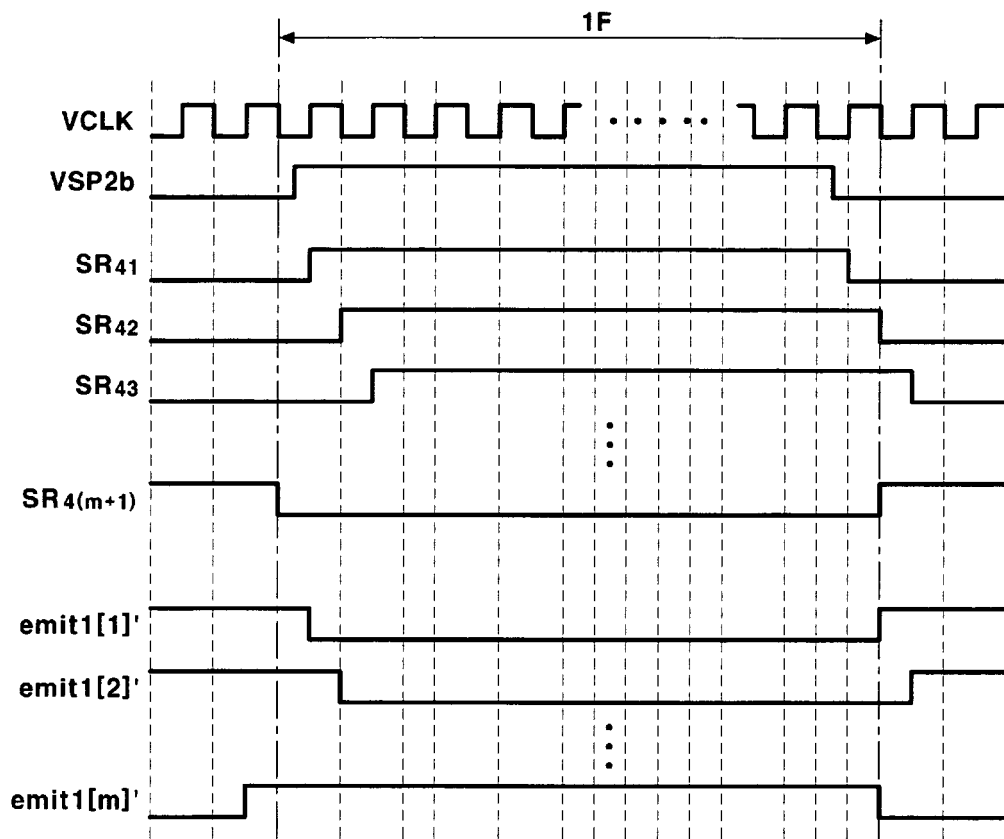 1F
VCLK
VSP2b
SR41
SR42
SR43
SR4(m+1)
emit1[1]'
emit1[2]'
emit1[m]'